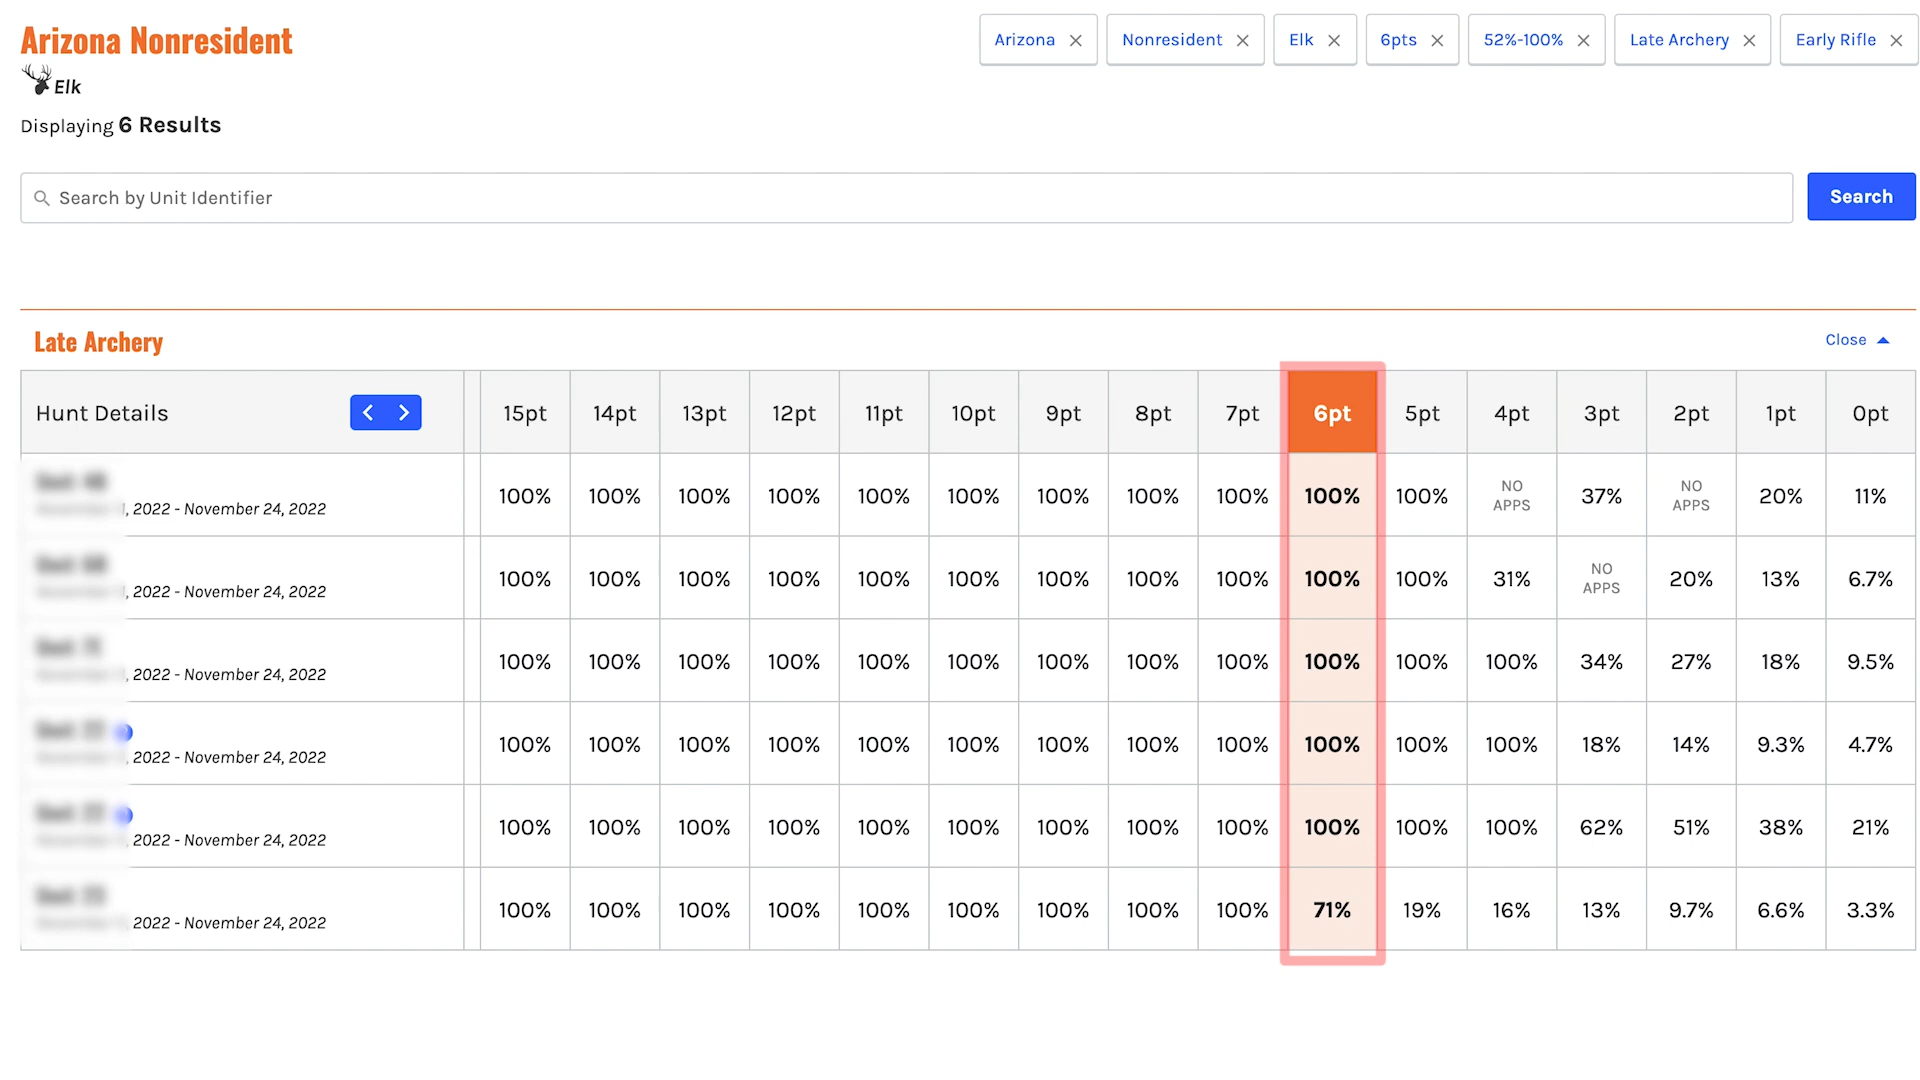 Arizona Nonresident
Elk
Displaying 6 Results
Arizona × Nonresident × Elk × 6pts × 52%-100% × Late Archery × Early Rifle ×
Search by Unit Identifier
Search
Late Archery
Close
Hunt Details 15pt 14pt 13pt 12pt 11pt 10pt 9pt 8pt 7pt 6pt 5pt 4pt 3pt 2pt 1pt 0pt
, 2022 - November 24, 2022 100% 100% 100% 100% 100% 100% 100% 100% 100% 100% 100% NO APPS 37% NO APPS 20% 11%
, 2022 - November 24, 2022 100% 100% 100% 100% 100% 100% 100% 100% 100% 100% 100% 31% NO APPS 20% 13% 6.7%
, 2022 - November 24, 2022 100% 100% 100% 100% 100% 100% 100% 100% 100% 100% 100% 100% 34% 27% 18% 9.5%
2022 - November 24, 2022 100% 100% 100% 100% 100% 100% 100% 100% 100% 100% 100% 100% 18% 14% 9.3% 4.7%
2022 - November 24, 2022 100% 100% 100% 100% 100% 100% 100% 100% 100% 100% 100% 100% 62% 51% 38% 21%
2022 - November 24, 2022 100% 100% 100% 100% 100% 100% 100% 100% 100% 71% 19% 16% 13% 9.7% 6.6% 3.3%